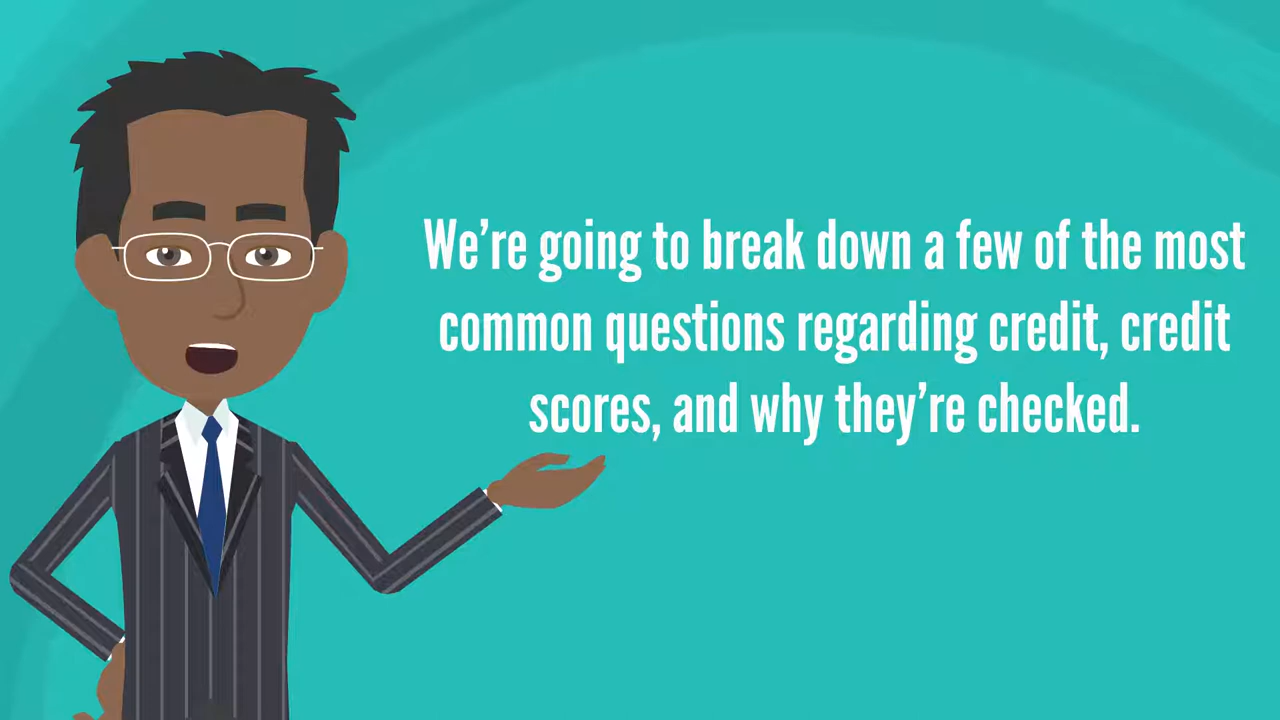 We’re going to break down a few of the most
common questions regarding credit, credit
scores, and why they’re checked.